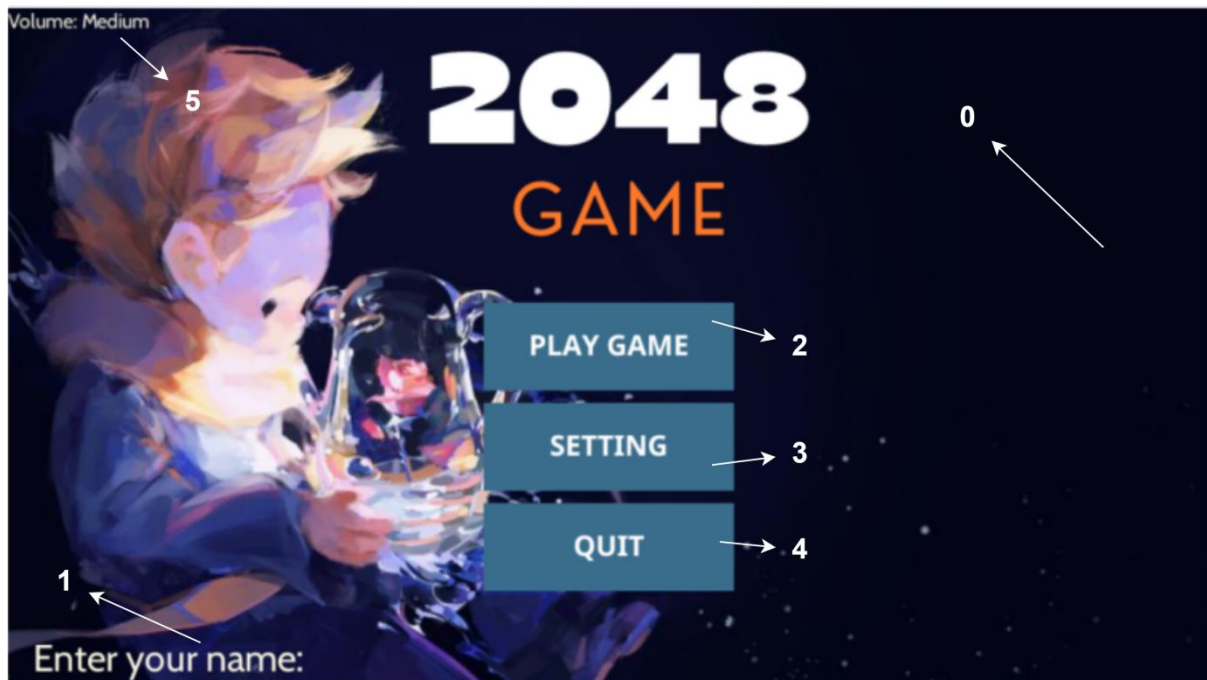 Volume: Medium
5
2048
0
GAME
PLAY GAME
2
SETTING
3
QUIT
4
1
Enter your name: